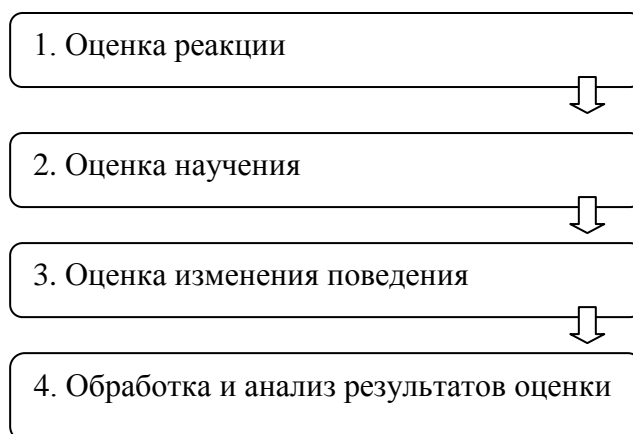 1. Оценка реакции
2. Оценка научения
3. Оценка изменения поведения
4. Обработка и анализ результатов оценки